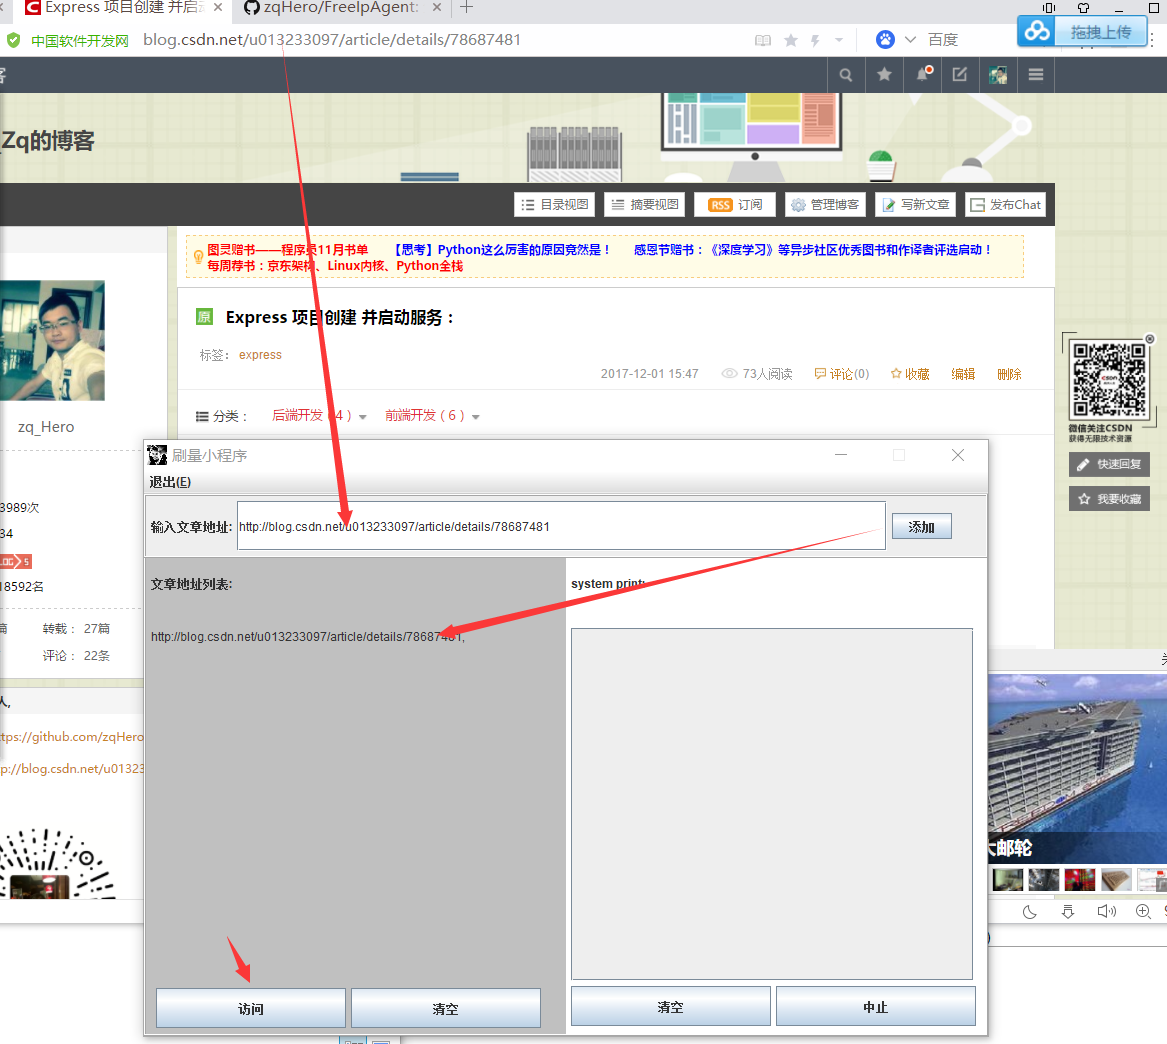 Express 项目创建 并启动
zqHero/FreeIpAgent:
中国软件开发网 blog.csdn.net/u013233097/article/details/78687481
百度
拖拽上传
客
Zq的博客
目录视图
摘要视图
RSS 订阅
管理博客
写新文章
发布Chat
图灵赠书——程序员11月书单 【思考】Python这么厉害的原因竟然是！ 感恩节赠书：《深度学习》等异步社区优秀图书和作译者评选启动！
每周荐书：京东架构、Linux内核、Python全栈
原 Express 项目创建 并启动服务：
标签： express
2017-12-01 15:47 73人阅读 评论(0) 收藏 编辑 删除
分类： 后端开发（4） 前端开发（6）
zq_Hero
微信关注CSDN
获得无限技术资源
快速回复
我要收藏
3989次
34
18592名
转载： 27篇
评论： 22条
人,
ttps://github.com/zqHero
p://blog.csdn.net/u01323
刷量小程序
退出(E)
输入文章地址: http://blog.csdn.net/u013233097/article/details/78687481 添加
文章地址列表:
system print:
http://blog.csdn.net/u013233097/article/details/78687481,
访问
清空
清空
中止
大邮轮